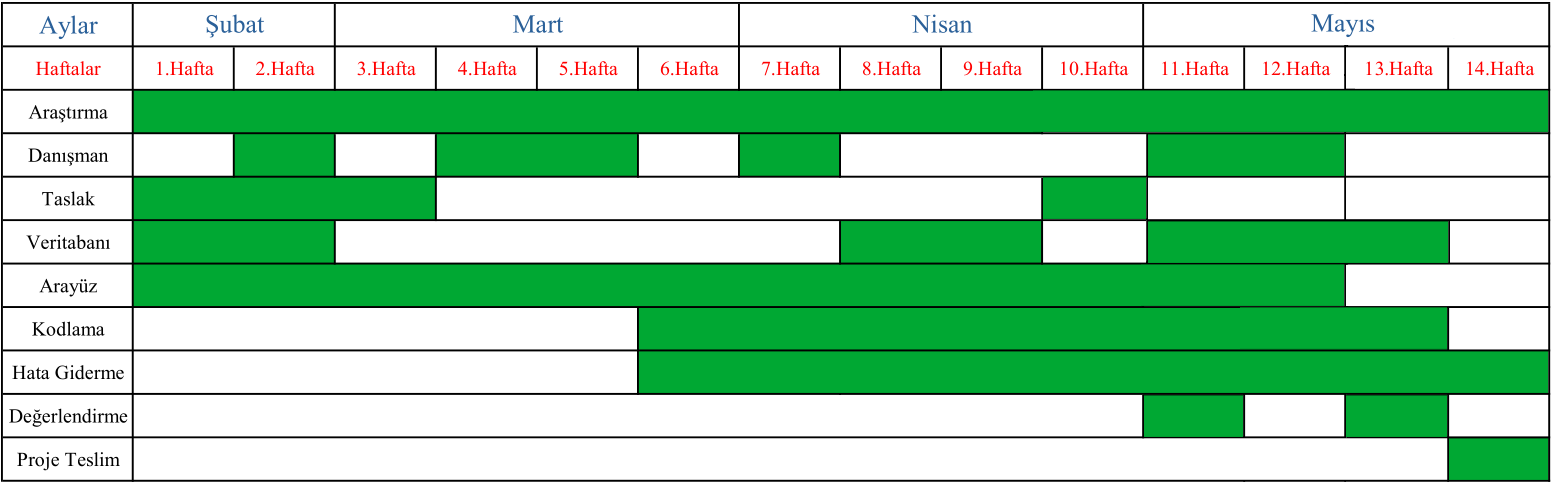 Aylar Şubat Mart Nisan Mayıs
Haftalar 1.Hafta 2.Hafta 3.Hafta 4.Hafta 5.Hafta 6.Hafta 7.Hafta 8.Hafta 9.Hafta 10.Hafta 11.Hafta 12.Hafta 13.Hafta 14.Hafta
Araştırma
Danışman
Taslak
Veritabanı
Arayüz
Kodlama
Hata Giderme
Değerlendirme
Proje Teslim